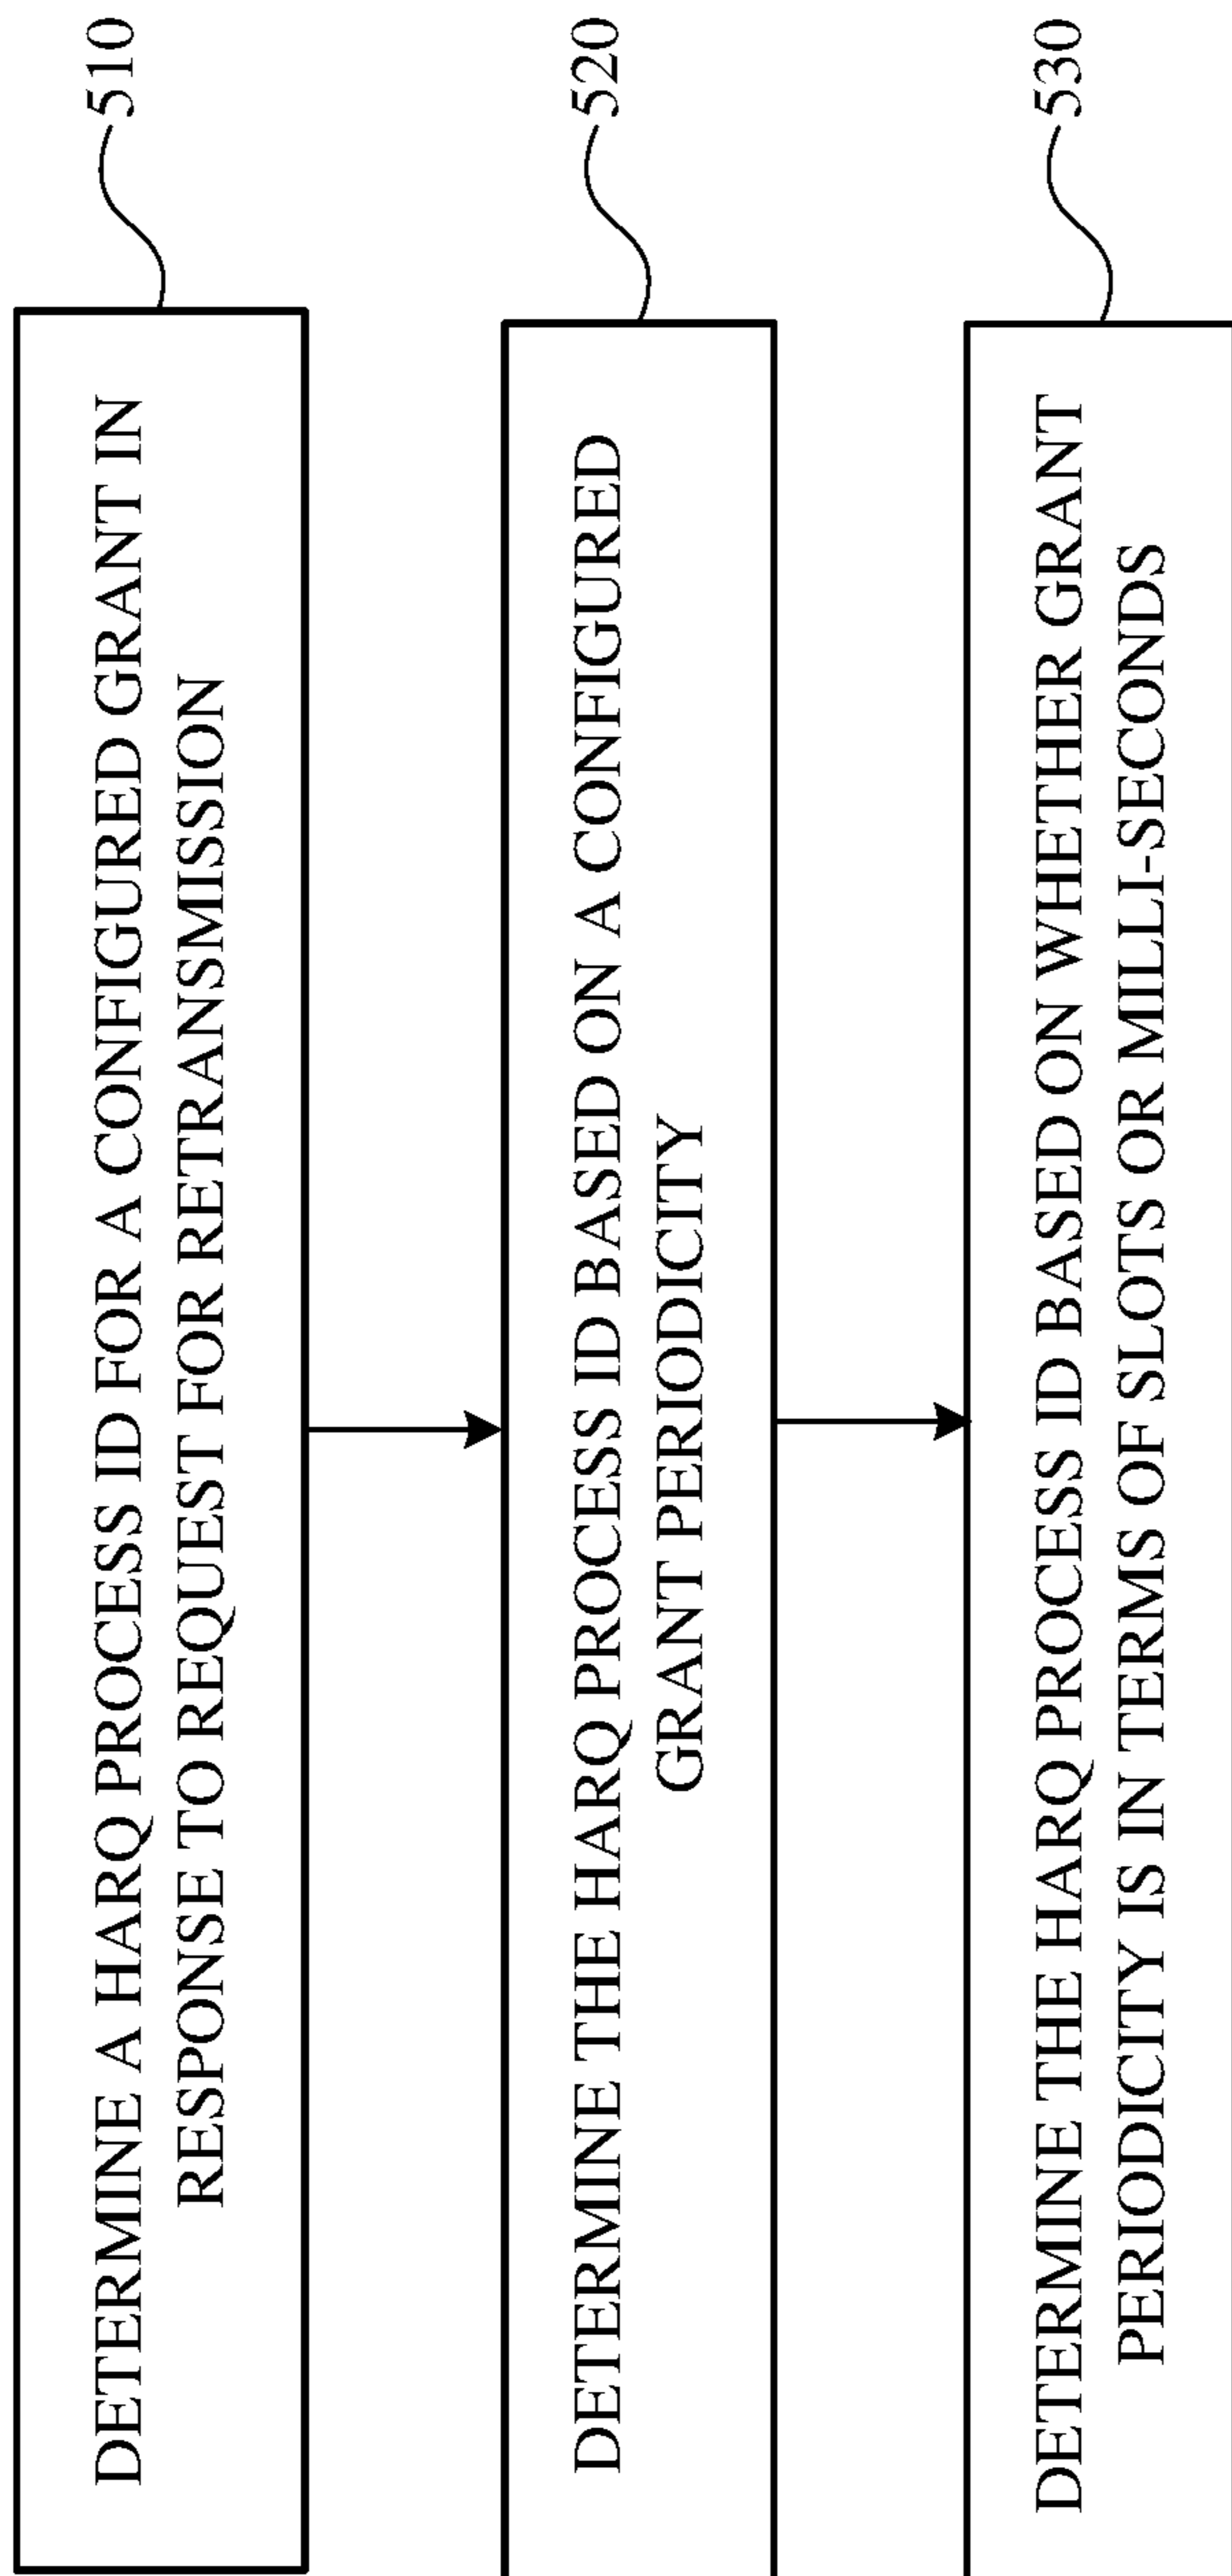 DETERMINE A HARQ PROCESS ID FOR A CONFIGURED GRANT IN
RESPONSE TO REQUEST FOR RETRANSMISSION
510
DETERMINE THE HARQ PROCESS ID BASED ON A CONFIGURED
GRANT PERIODICITY
520
DETERMINE THE HARQ PROCESS ID BASED ON WHETHER GRANT
PERIODICITY IS IN TERMS OF SLOTS OR MILLI-SECONDS
530